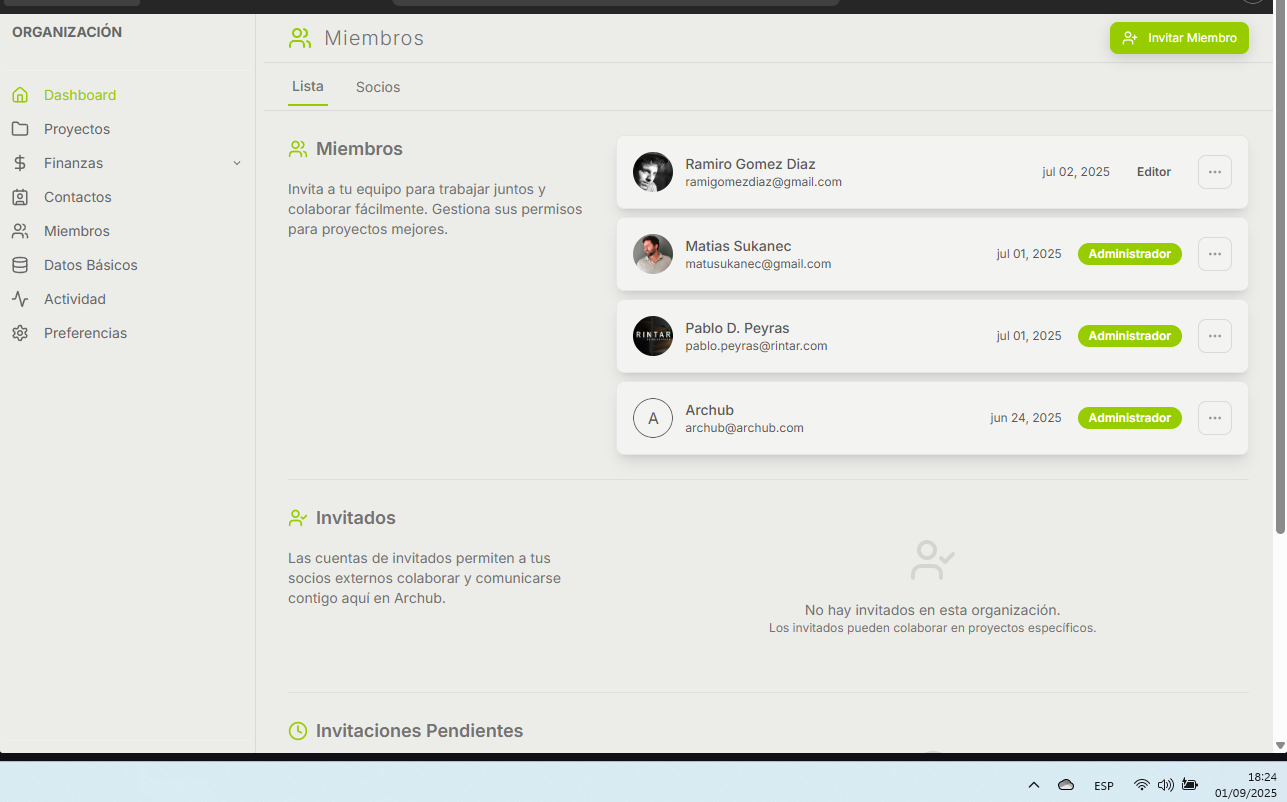 ORGANIZACIÓN
Dashboard
Proyectos
Finanzas
Contactos
Miembros
Datos Básicos
Actividad
Preferencias
Miembros
Invitar Miembro
Lista
Socios
Miembros
Invita a tu equipo para trabajar juntos y
colaborar fácilmente. Gestiona sus permisos
para proyectos mejores.
Ramiro Gomez Diaz
ramigomezdiaz@gmail.com
jul 02, 2025
Editor
Matias Sukanec
matusukanec@gmail.com
jul 01, 2025
Administrador
RINTAR
Pablo D. Peyras
pablo.peyras@rintar.com
jul 01, 2025
Administrador
A
Archub
archub@archub.com
jun 24, 2025
Administrador
Invitados
Las cuentas de invitados permiten a tus
socios externos colaborar y comunicarse
contigo aquí en Archub.
No hay invitados en esta organización.
Los invitados pueden colaborar en proyectos específicos.
Invitaciones Pendientes
ESP
18:24
01/09/2025